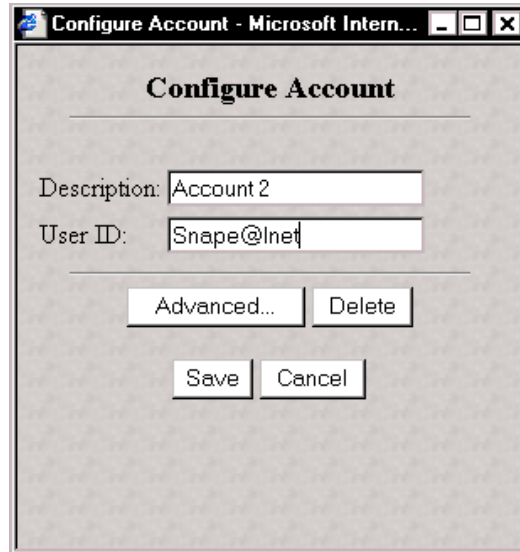 Configure Account - Microsoft Intern...
Configure Account
Description: Account 2
User ID: Snape@Inet
Advanced... Delete
Save Cancel